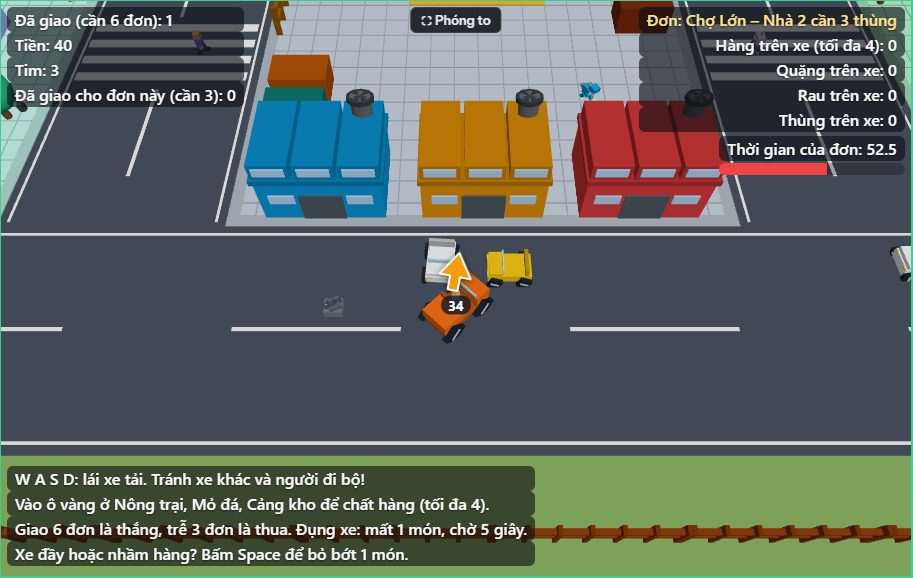 Đã giao (cần 6 đơn): 1
Tiền: 40
Tim: 3
Đã giao cho đơn này (cần 3): 0
Phóng to
Đơn: Chợ Lớn – Nhà 2 cần 3 thùng
Hàng trên xe (tối đa 4): 0
Quặng trên xe: 0
Rau trên xe: 0
Thùng trên xe: 0
Thời gian của đơn: 52.5
34
W A S D: lái xe tải. Tránh xe khác và người đi bộ!
Vào ô vàng ở Nông trại, Mỏ đá, Cảng kho để chất hàng (tối đa 4).
Giao 6 đơn là thắng, trễ 3 đơn là thua. Đụng xe: mất 1 món, chờ 5 giây.
Xe đầy hoặc nhầm hàng? Bấm Space để bỏ bớt 1 món.